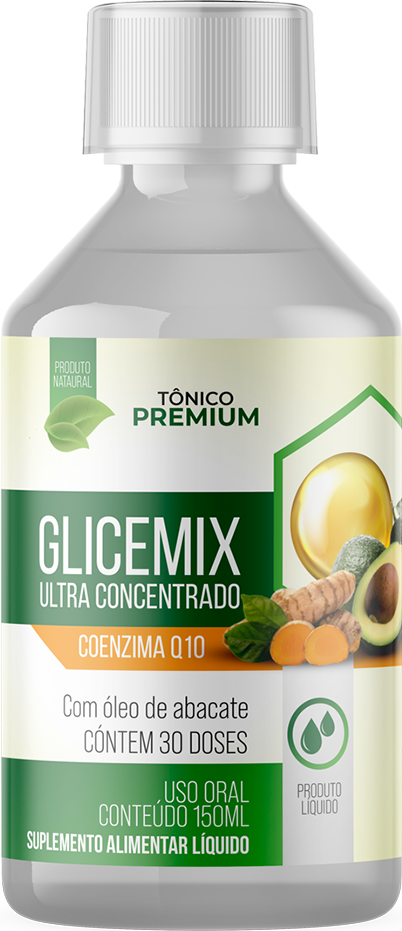 PRODUTO
NATAURAL
TÔNICO
PREMIUM
GLICEMIX
ULTRA CONCENTRADO
COENZIMA Q10
Com óleo de abacate
CÓNTEM 30 DOSES
PRODUTO
LÍQUIDO
USO ORAL
CONTEÚDO 150ML
SUPLEMENTO ALIMENTAR LÍQUIDO